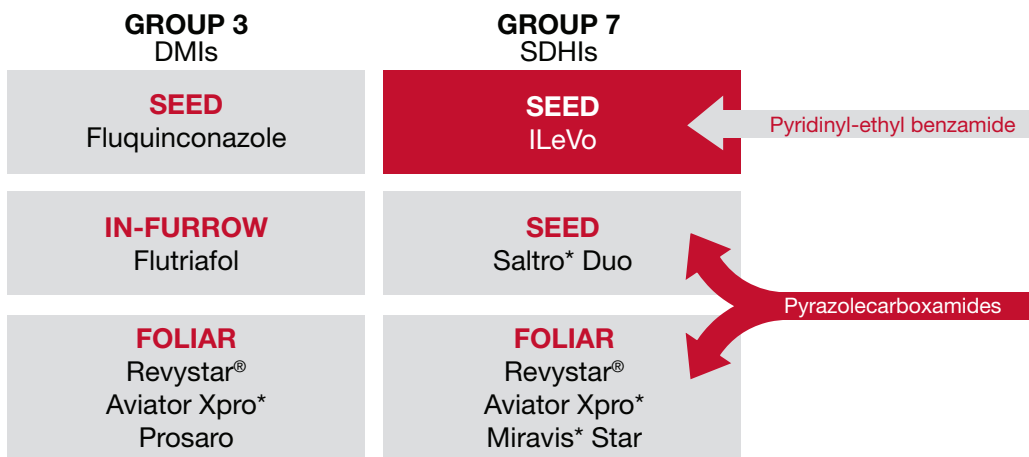 GROUP 3
DMIs
GROUP 7
SDHIs
SEED
Fluquinconazole
SEED
ILeVo
Pyridinyl-ethyl benzamide
IN-FURROW
Flutriafol
SEED
Saltro* Duo
Pyrazolecarboxamides
FOLIAR
Revystar®
Aviator Xpro*
Prosaro
FOLIAR
Revystar®
Aviator Xpro*
Miravis* Star